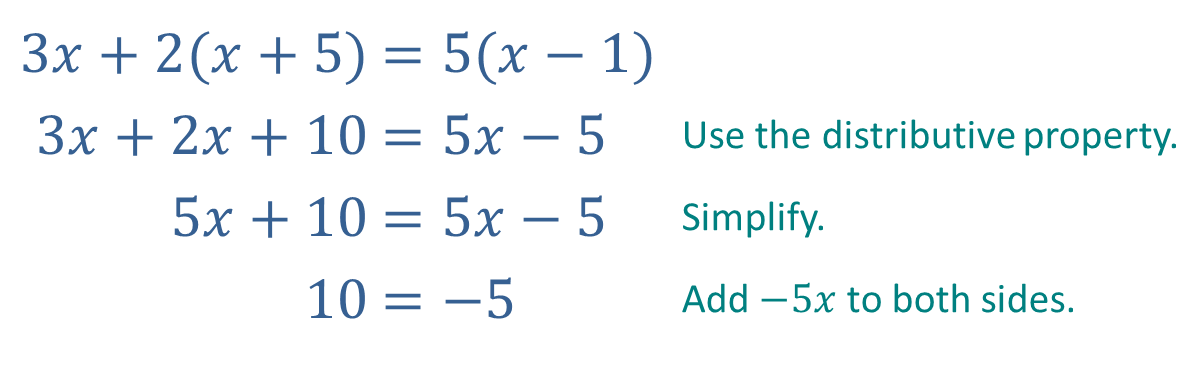 3x + 2(x + 5) = 5(x − 1)
3x + 2x + 10 = 5x − 5 Use the distributive property.
5x + 10 = 5x − 5 Simplify.
10 = −5 Add −5x to both sides.